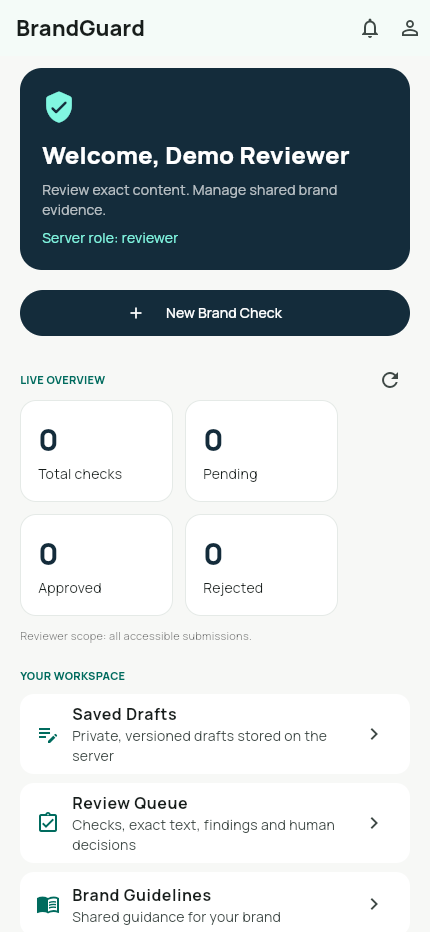 BrandGuard
Welcome, Demo Reviewer
Review exact content. Manage shared brand
evidence.
Server role: reviewer
New Brand Check
LIVE OVERVIEW
0
Total checks
0
Pending
0
Approved
0
Rejected
Reviewer scope: all accessible submissions.
YOUR WORKSPACE
Saved Drafts
Private, versioned drafts stored on the
server
Review Queue
Checks, exact text, findings and human
decisions
Brand Guidelines
Shared guidance for your brand